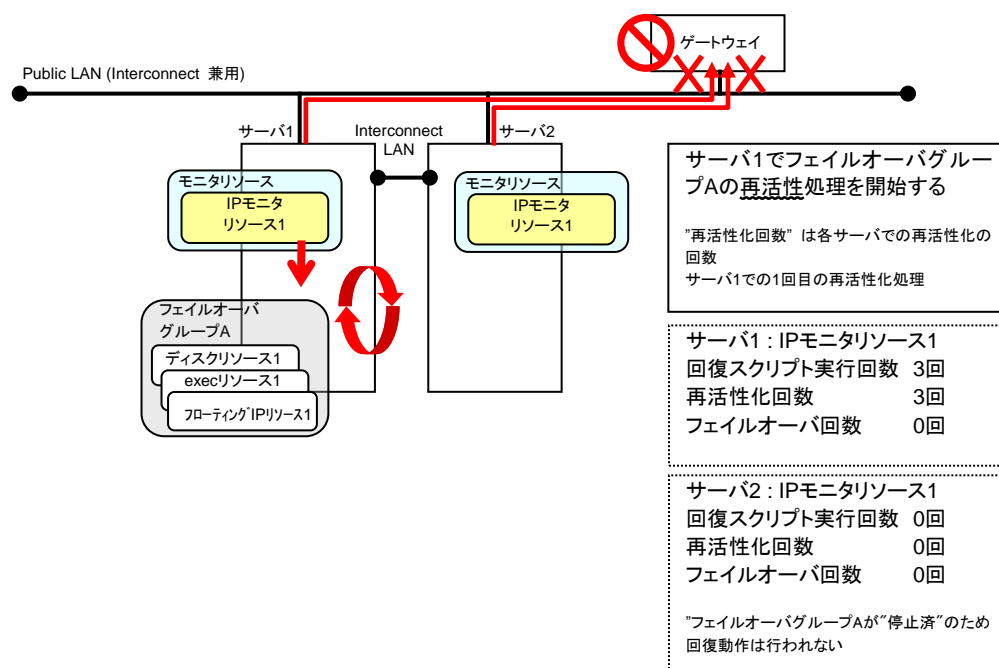 ゲートウェイ
Public LAN (Interconnect 兼用)
サーバ1
Interconnect
LAN
サーバ2
モニタリソース
IPモニタ
リソース1
モニタリソース
IPモニタ
リソース1
フェイルオーバ
グループA
ディスクリソース1
execリソース1
フローティングIPリソース1
サーバ1でフェイルオーバグルー
プAの再活性処理を開始する
"再活性化回数" は各サーバでの再活性化の
回数
サーバ1での1回目の再活性化処理
サーバ1 : IPモニタリソース1
回復スクリプト実行回数 3回
再活性化回数 3回
フェイルオーバ回数 0回
サーバ2 : IPモニタリソース1
回復スクリプト実行回数 0回
再活性化回数 0回
フェイルオーバ回数 0回
"フェイルオーバグループAが"停止済"のため
回復動作は行われない